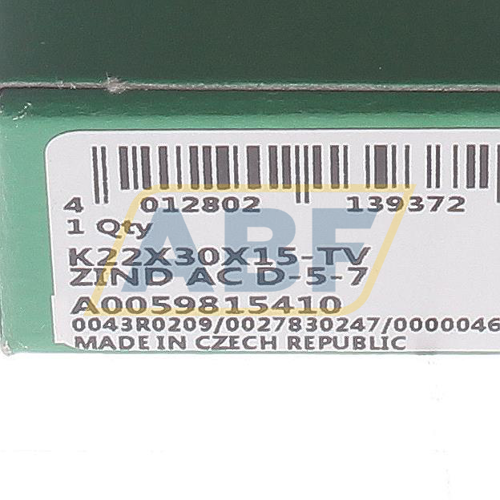 4 012802 139372
1 Qty
K22X30X15-TV
ZIND AC D-5-7
A0059815410
0043R0209/0027830247/0000046
MADE IN CZECH REPUBLIC
ABF